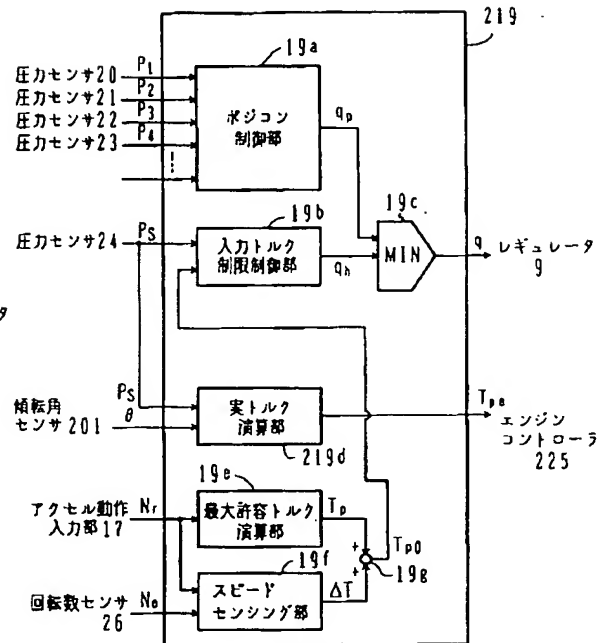 219
19a
圧力センサ20 P1
圧力センサ21 P2
圧力センサ22 P3
圧力センサ23 P4
ポジコン
制御部
qp
19c
MIN
q
レギュレータ
9
19b
圧力センサ24 Ps
入力トルク
制限制御部
qh
タ
Ps
傾転角 θ
センサ201
実トルク
演算部
219d
Tpa
エンジン
コントローラ
225
19e
アクセル動作 Nr
入力部17
最大許容トルク
演算部
Tp
+
Tp0
+
19g
19f
回転数センサ Ne
26
スピード
センシング部
ΔT